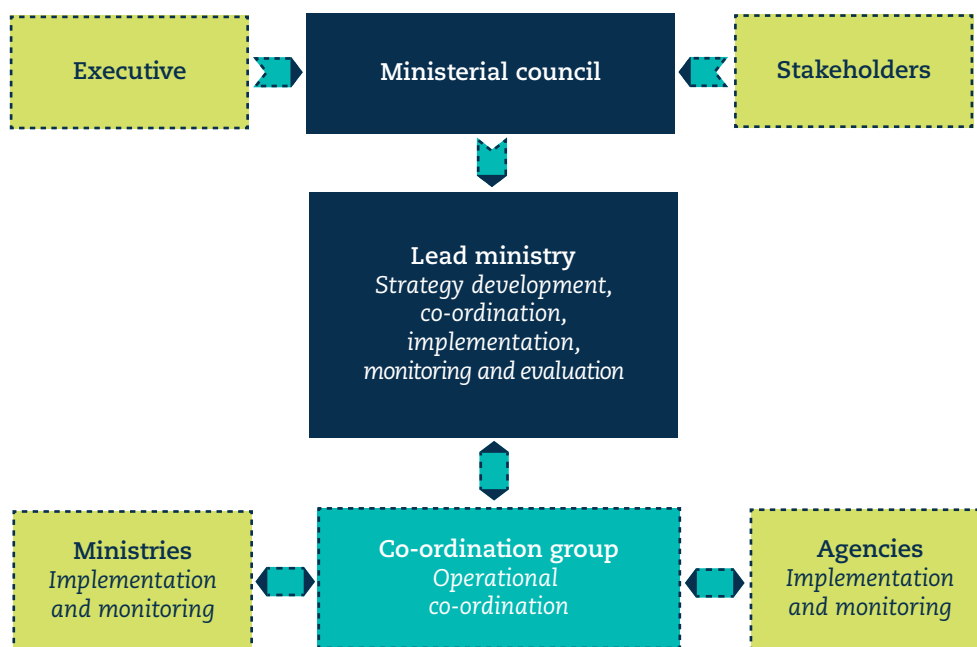 Executive
Ministerial council
Stakeholders
Lead ministry
Strategy development,
co-ordination,
implementation,
monitoring and evaluation
Ministries
Implementation
and monitoring
Co-ordination group
Operational
co-ordination
Agencies
Implementation
and monitoring